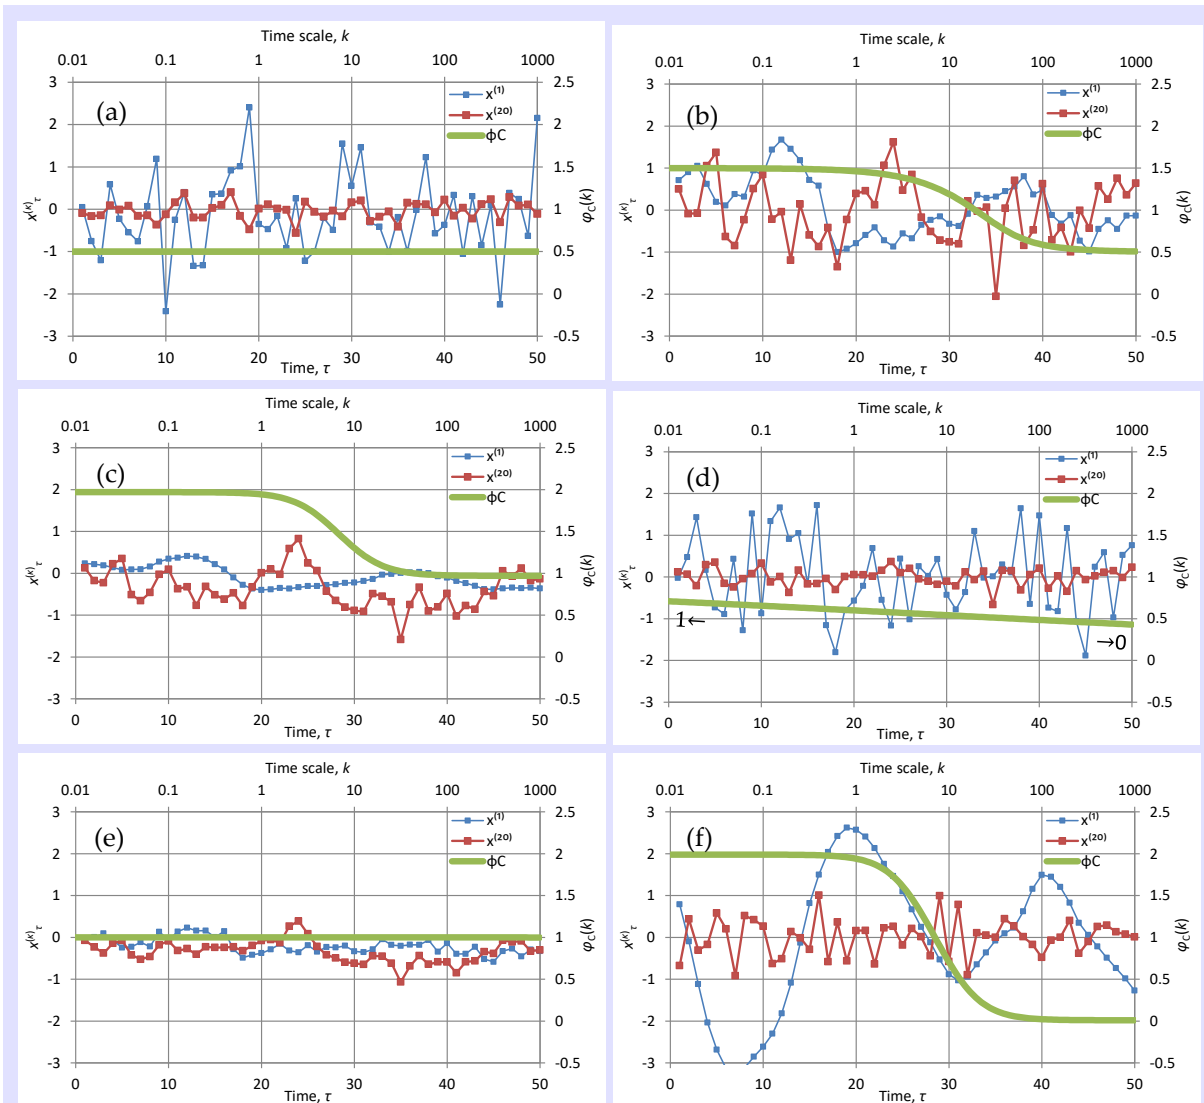 Time scale, k
0.01 0.1 1 10 100 1000
3 2.5
(a)
x⁽¹⁾
x⁽²⁰⁾
φC
2 2
1 1.5
x⁽ᵏ⁾τ 0 1 φC(k)
-1 0.5
-2 0
-3 -0.5
0 10 20 30 40 50
Time, τ
Time scale, k
0.01 0.1 1 10 100 1000
3 2.5
(b)
x⁽¹⁾
x⁽²⁰⁾
φC
2 2
1 1.5
x⁽ᵏ⁾τ 0 1 φC(k)
-1 0.5
-2 0
-3 -0.5
0 10 20 30 40 50
Time, τ
Time scale, k
0.01 0.1 1 10 100 1000
3 2.5
(c)
x⁽¹⁾
x⁽²⁰⁾
φC
2 2
1 1.5
x⁽ᵏ⁾τ 0 1 φC(k)
-1 0.5
-2 0
-3 -0.5
0 10 20 30 40 50
Time, τ
Time scale, k
0.01 0.1 1 10 100 1000
3 2.5
(d)
x⁽¹⁾
x⁽²⁰⁾
φC
2 2
1 1.5
x⁽ᵏ⁾τ 0 1 φC(k)
1←
-1 0.5
→0
-2 0
-3 -0.5
0 10 20 30 40 50
Time, τ
Time scale, k
0.01 0.1 1 10 100 1000
3 2.5
(e)
x⁽¹⁾
x⁽²⁰⁾
φC
2 2
1 1.5
x⁽ᵏ⁾τ 0 1 φC(k)
-1 0.5
-2 0
-3 -0.5
0 10 20 30 40 50
Time, τ
Time scale, k
0.01 0.1 1 10 100 1000
3 2.5
(f)
x⁽¹⁾
x⁽²⁰⁾
φC
2 2
1 1.5
x⁽ᵏ⁾τ 0 1 φC(k)
-1 0.5
-2 0
-3 -0.5
0 10 20 30 40 50
Time, τ